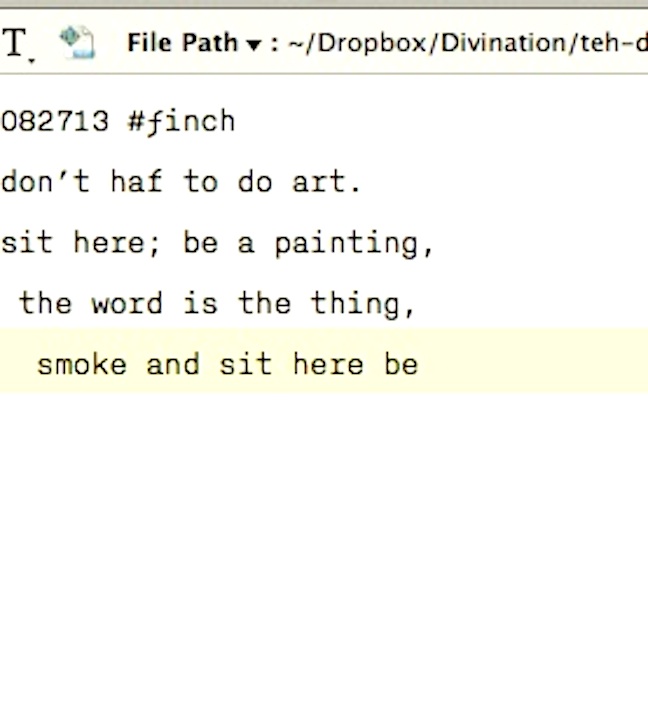 T File Path ▾ : ~/Dropbox/Divination/teh-d
082713 #ƒinch
don’t haf to do art.
sit here; be a painting,
the word is the thing,
smoke and sit here be